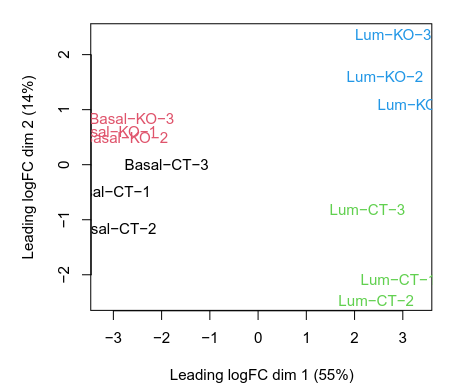 Lum−KO−3
Lum−KO−2
Lum−KO
Basal−KO−3
sal−KO−1
asal−KO−2
Basal−CT−3
al−CT−1
sal−CT−2
Lum−CT−3
Lum−CT−1
Lum−CT−2
2
1
0
−1
−2
Leading logFC dim 2 (14%)
−3 −2 −1 0 1 2 3
Leading logFC dim 1 (55%)